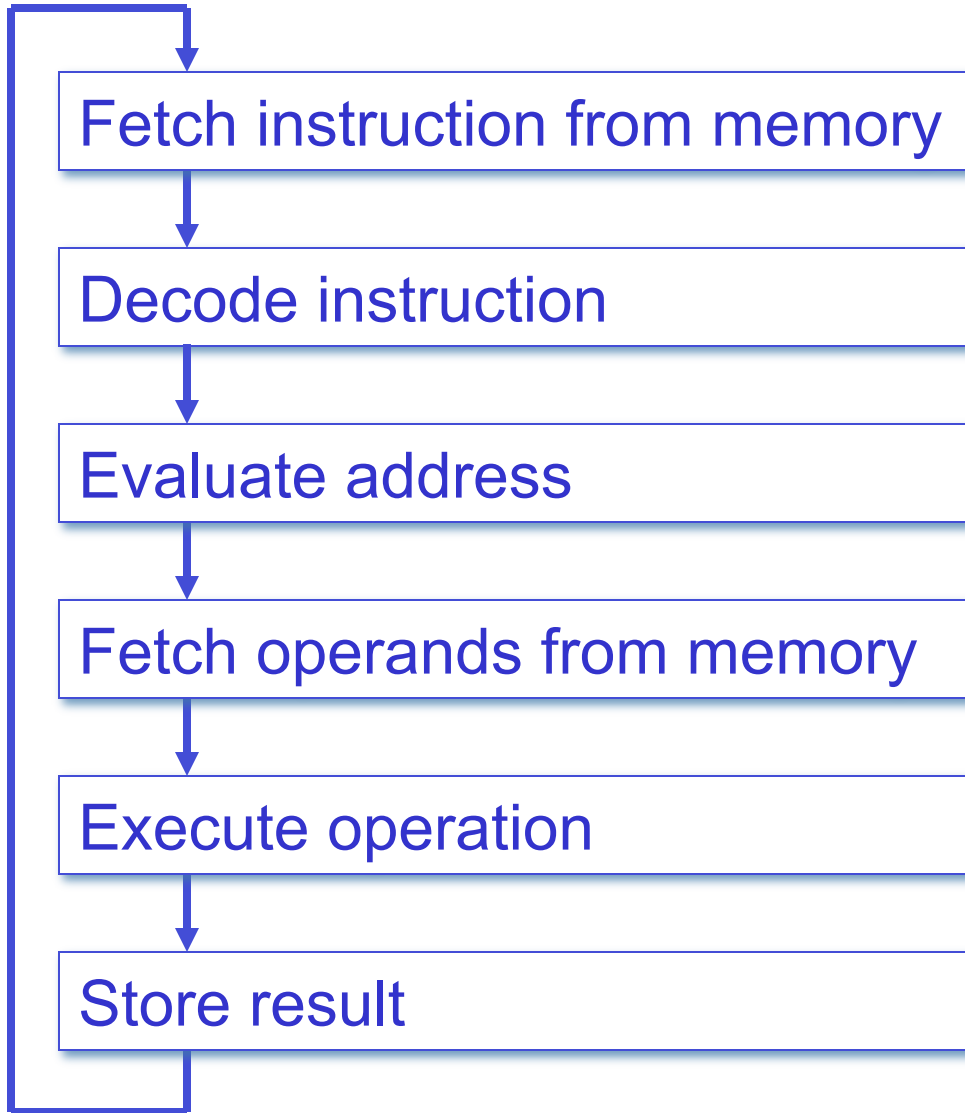 Fetch instruction from memory
Decode instruction
Evaluate address
Fetch operands from memory
Execute operation
Store result